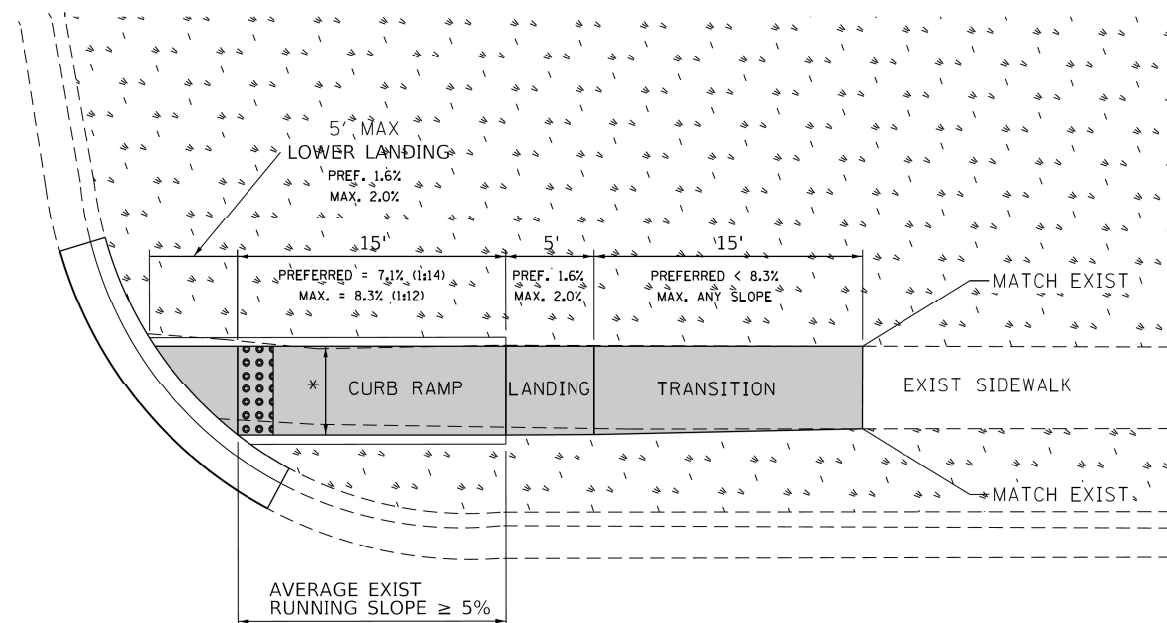 5' MAX
LOWER LANDING
PREF. 1.6%
MAX. 2.0%
15'
5'
15'
PREFERRED = 7.1% (1:14)
MAX. = 8.3% (1:12)
PREF. 1.6%
MAX. 2.0%
PREFERRED < 8.3%
MAX. ANY SLOPE
MATCH EXIST
*
CURB RAMP
LANDING
TRANSITION
EXIST SIDEWALK
MATCH EXIST
AVERAGE EXIST
RUNNING SLOPE ≥ 5%